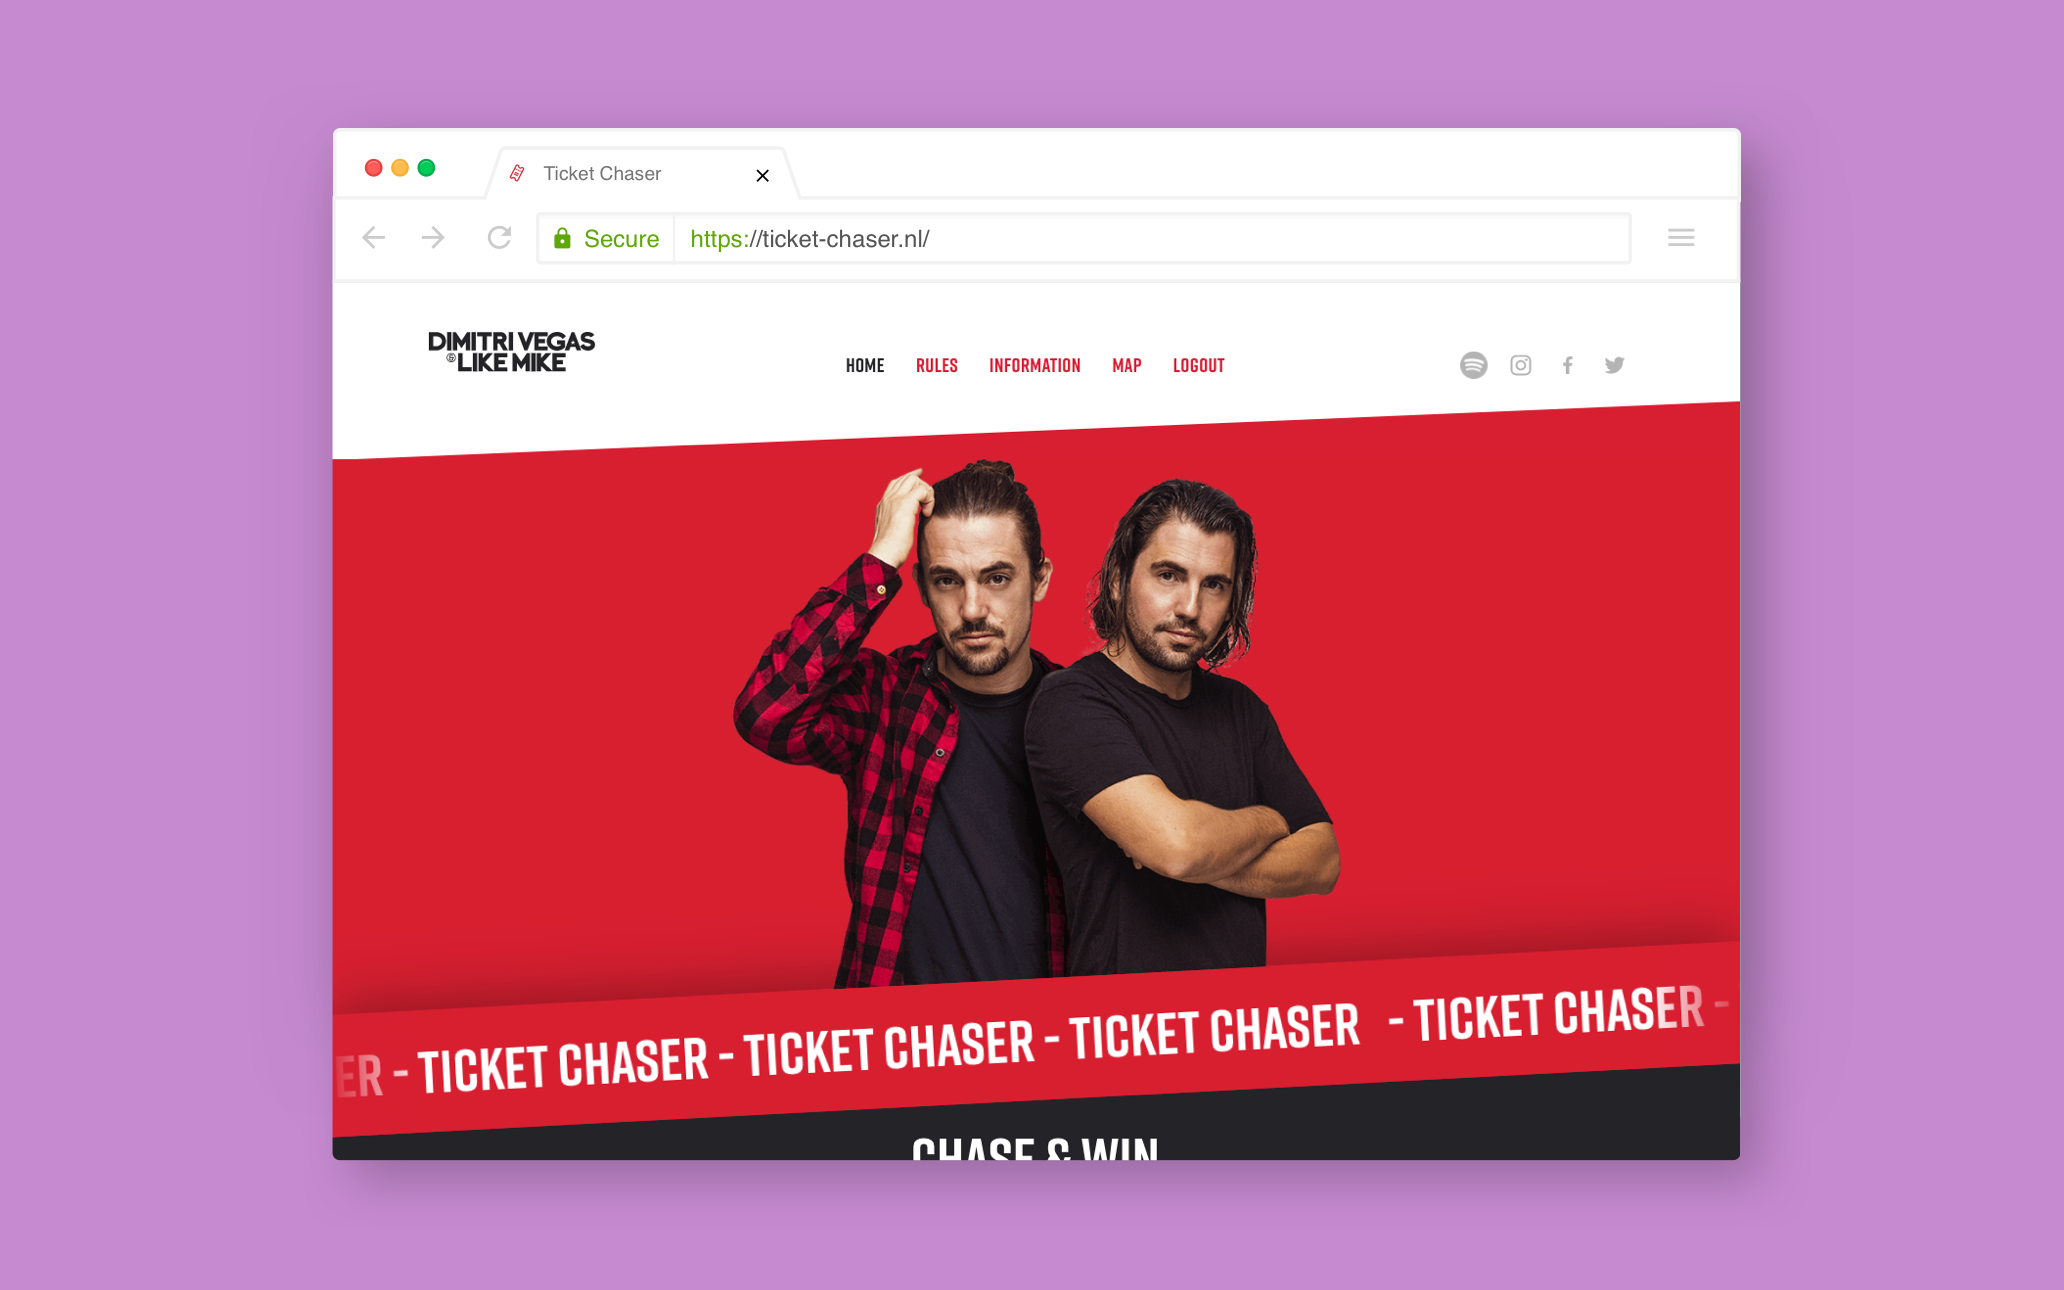 Ticket Chaser
Secure https://ticket-chaser.nl/
DIMITRI VEGAS
& LIKE MIKE
HOME RULES INFORMATION MAP LOGOUT
ER - TICKET CHASER - TICKET CHASER - TICKET CHASER - TICKET CHASER -
CHASE & WIN